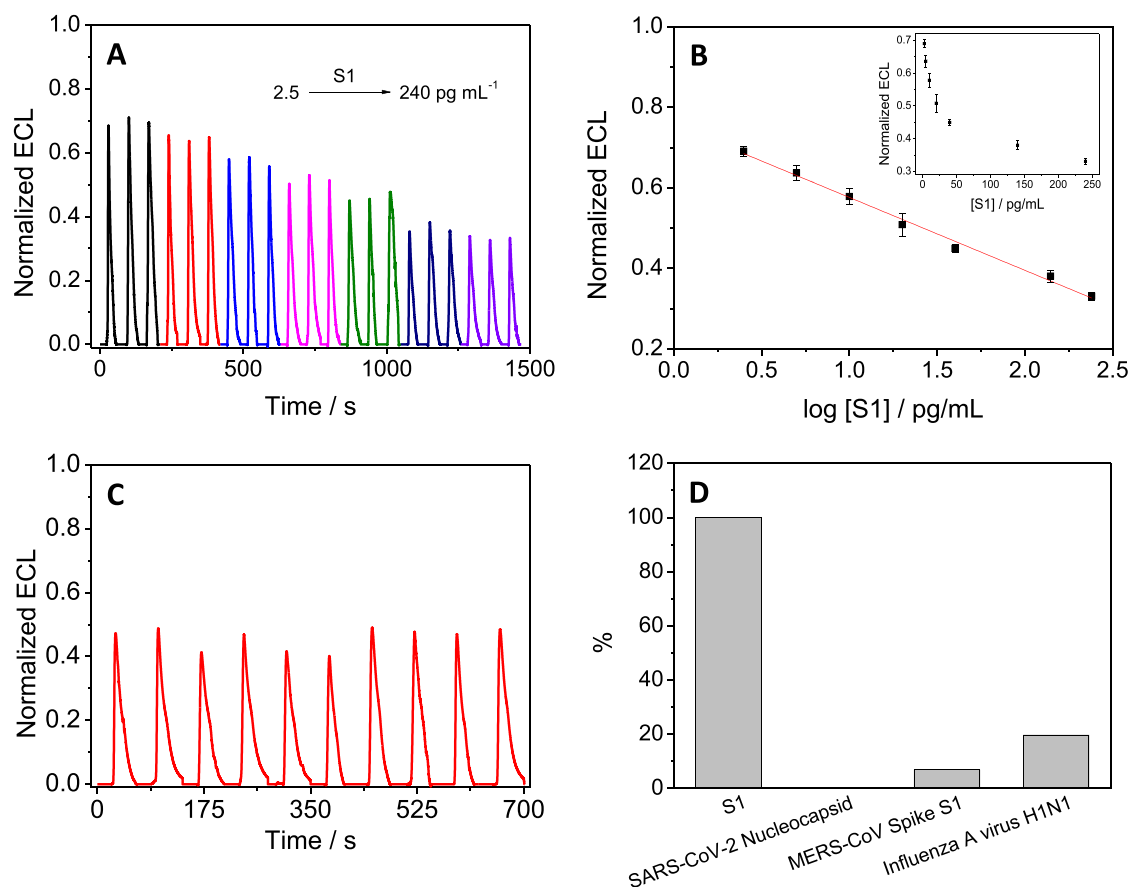 A
1.0
0.8
0.6
0.4
0.2
0.0
Normalized ECL
S1
2.5 240 pg mL-1
0 500 1000 1500
Time / s
B
1.0
0.8
0.6
0.4
0.2
Normalized ECL
0.7
0.6
0.5
0.4
0.3
Normalized ECL
0 50 100 150 200 250
[S1] / pg/mL
0.0 0.5 1.0 1.5 2.0 2.5
log [S1] / pg/mL
C
1.0
0.8
0.6
0.4
0.2
0.0
Normalized ECL
0 175 350 525 700
Time / s
D
120
100
80
60
40
20
0
%
S1
SARS-CoV-2 Nucleocapsid
MERS-CoV Spike S1
Influenza A virus H1N1